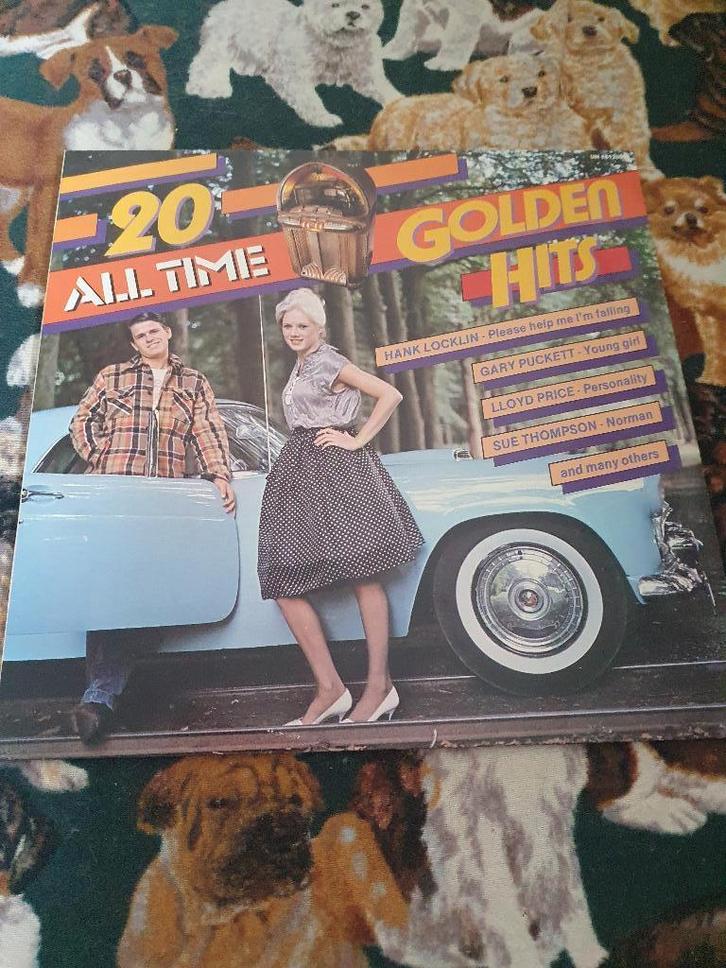 20
ALL TIME
GOLDEN
HITS
HANK LOCKLIN - Please help me I'm falling
GARY PUCKETT - Young girl
LLOYD PRICE - Personality
SUE THOMPSON - Norman
and many others